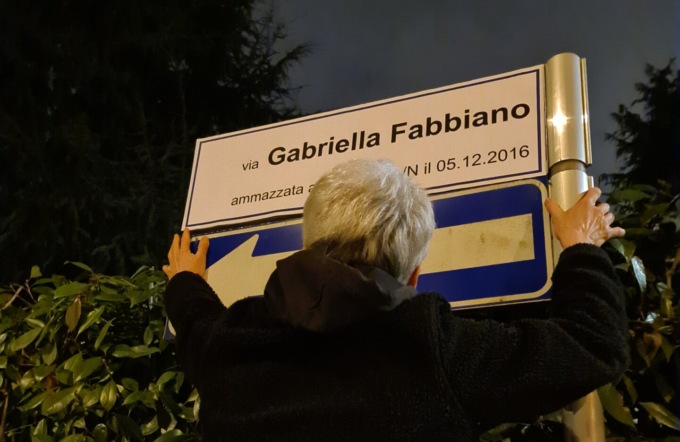 via Gabriella Fabbiano
ammazzata /N il 05.12.2016